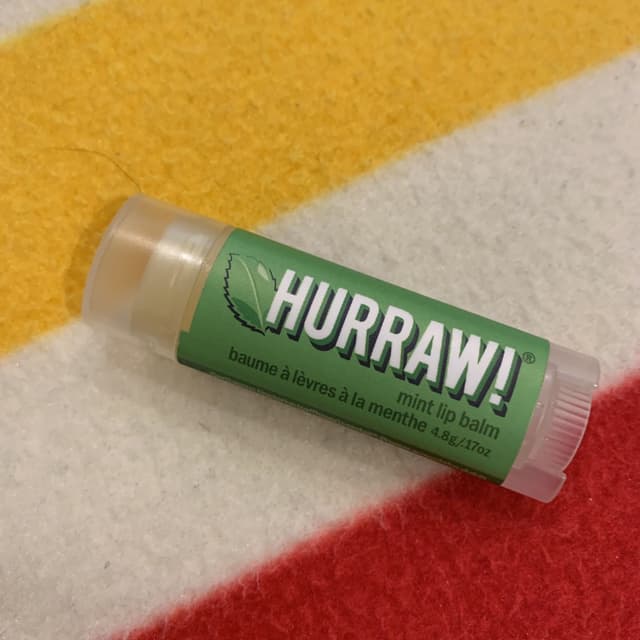 HURRAW!®
mint lip balm
baume à lèvres à la menthe 4.8g/.17oz